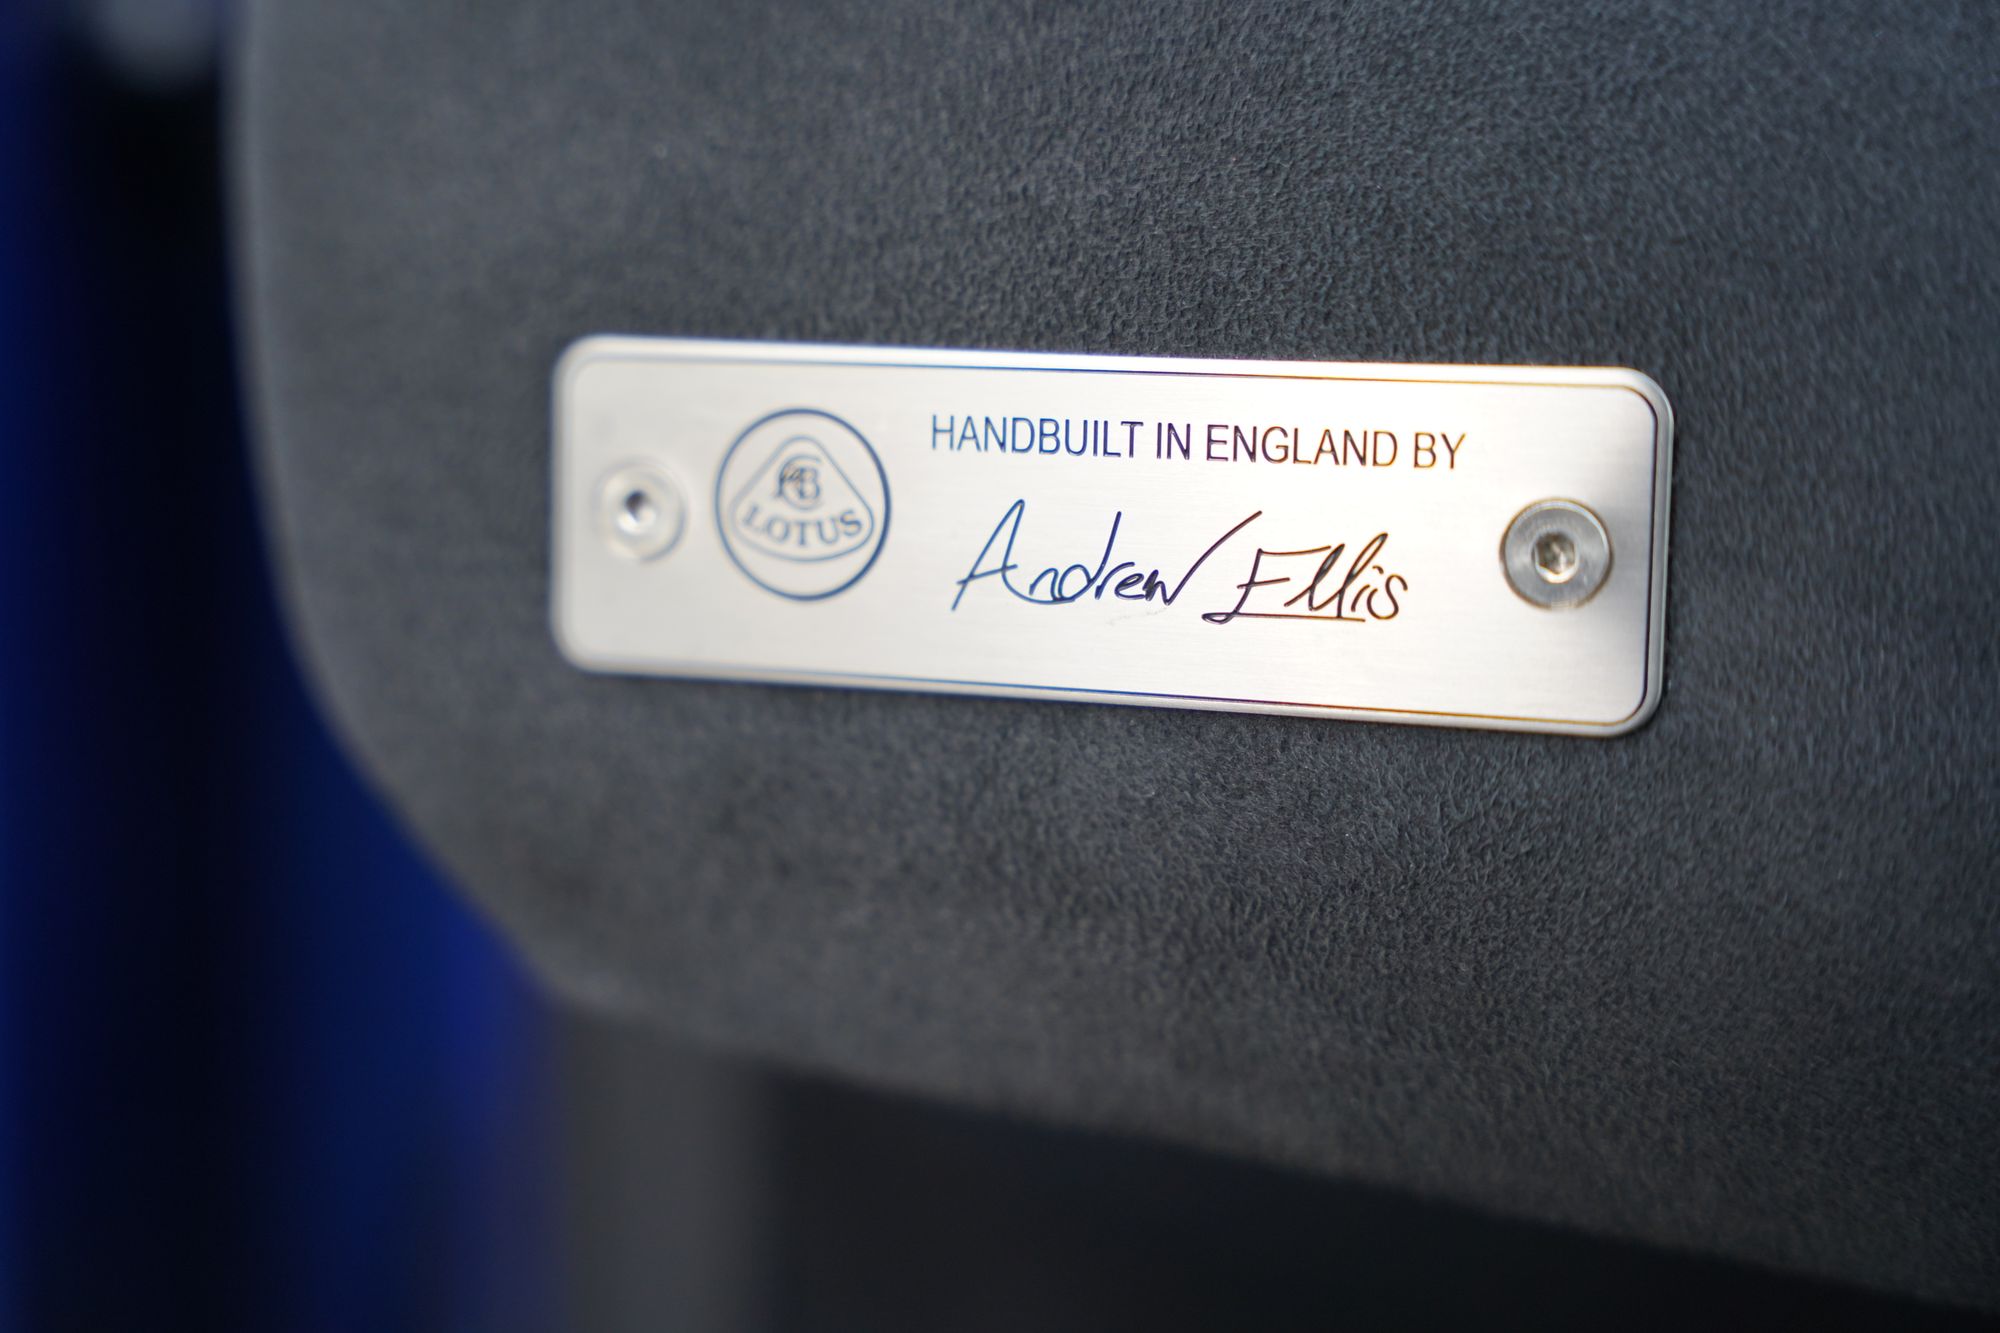 LOTUS
HANDBUILT IN ENGLAND BY
Andrew Ellis